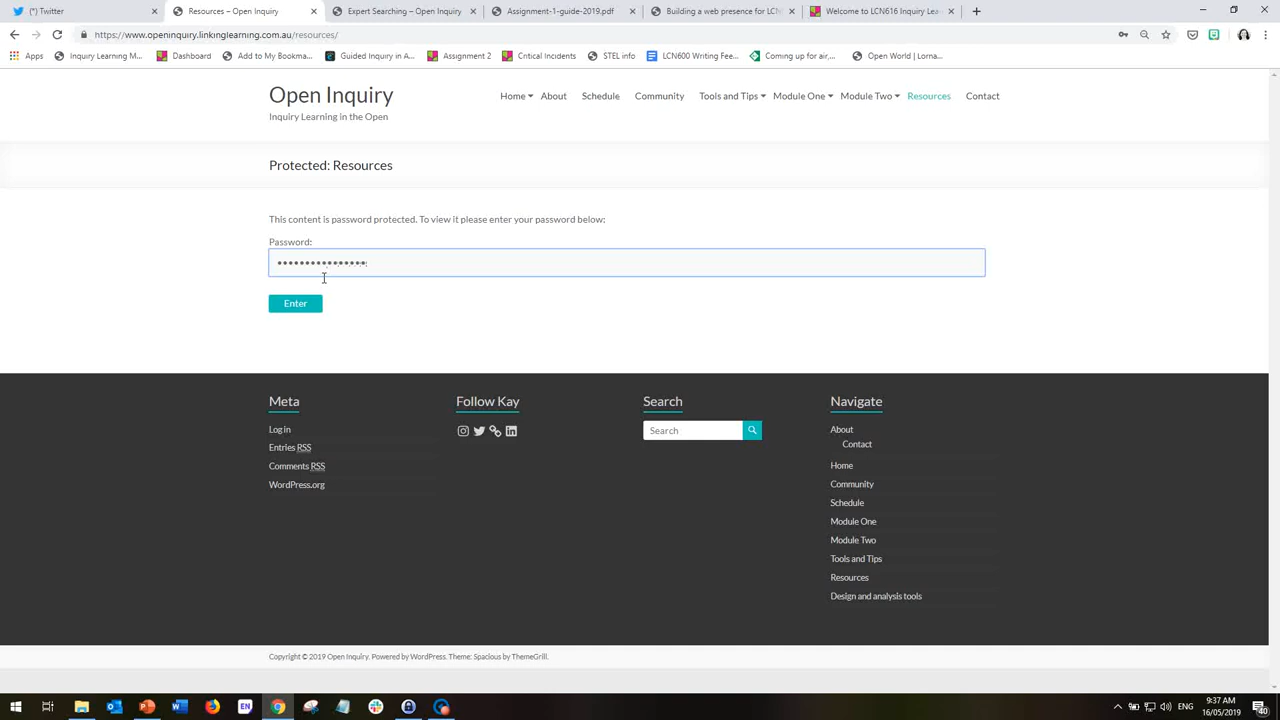 (*) Twitter
Resources – Open Inquiry
Expert Searching – Open Inquiry
Assignment-1-guide-2019.pdf
Building a web presence for LCN
Welcome to LCN616 Inquiry Lea
https://www.openinquiry.linkinglearning.com.au/resources/
Apps
Inquiry Learning M...
Dashboard
Add to My Bookma...
Guided Inquiry in A...
Assignment 2
Critical Incidents
STEL info
LCN600 Writing Fee...
Coming up for air,...
Open World | Lorna...
Open Inquiry
Inquiry Learning in the Open
Home About Schedule Community Tools and Tips Module One Module Two Resources Contact
Protected: Resources
This content is password protected. To view it please enter your password below:
Password:
Enter
Meta
Log in
Entries RSS
Comments RSS
WordPress.org
Follow Kay
Search
Search
Navigate
About
Contact
Home
Community
Schedule
Module One
Module Two
Tools and Tips
Resources
Design and analysis tools
Copyright © 2019 Open Inquiry. Powered by WordPress. Theme: Spacious by ThemeGrill.
EN
ENG
9:37 AM
16/05/2019
40